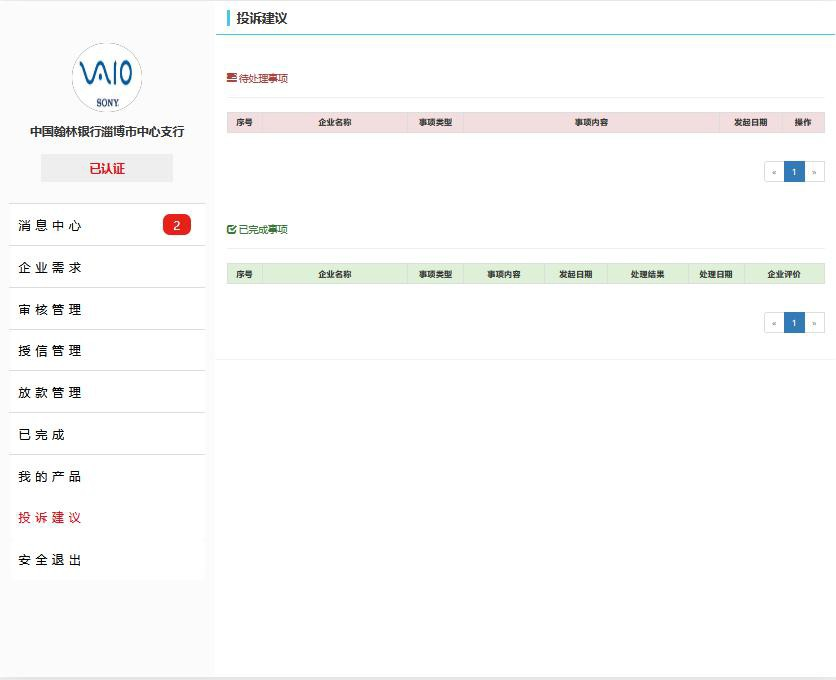 VAIO
SONY
中国翰林银行淄博市中心支行
已认证
消息中心 2
企业需求
审核管理
授信管理
放款管理
已完成
我的产品
投诉建议
安全退出
投诉建议
待处理事项
序号 企业名称 事项类型 事项内容 发起日期 操作
« 1 »
已完成事项
序号 企业名称 事项类型 事项内容 发起日期 处理结果 处理日期 企业评价
« 1 »